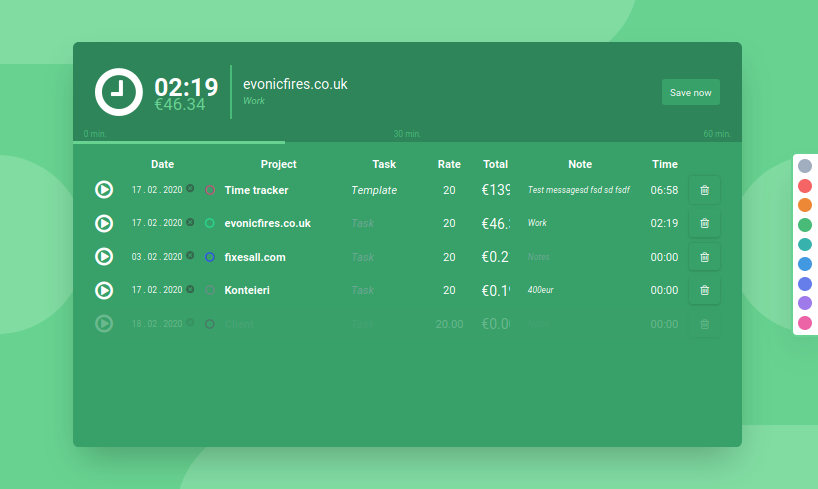 02:19
€46.34
evonicfires.co.uk
Work
Save now
0 min. 30 min. 60 min.
Date Project Task Rate Total Note Time
17 . 02 . 2020 Time tracker Template 20 €139 Test messagesd fsd sd fsdf 06:58
17 . 02 . 2020 evonicfires.co.uk Task 20 €46. Work 02:19
03 . 02 . 2020 fixesall.com Task 20 €0.2 Notes 00:00
17 . 02 . 2020 Konteieri Task 20 €0.1 400eur 00:00
18 . 02 . 2020 Client Task 20.00 €0.0 00:00